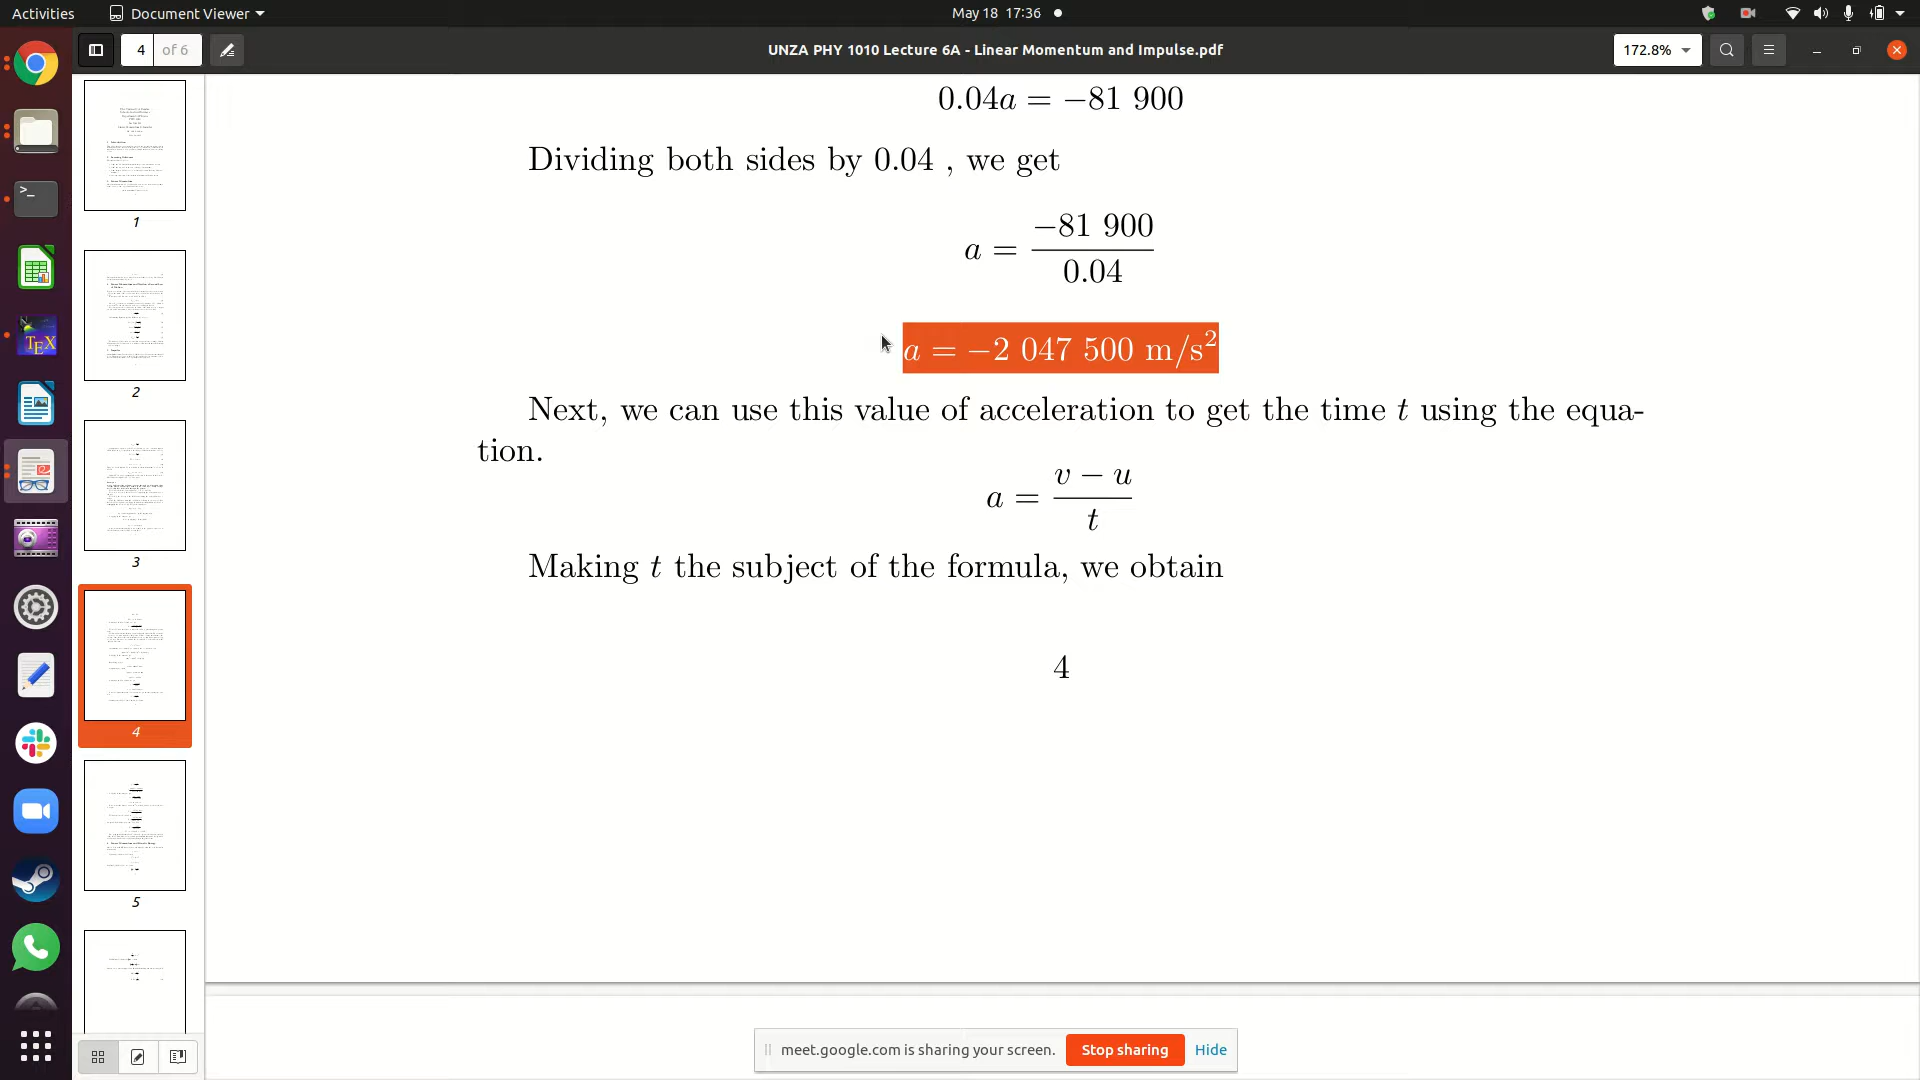 Activities Document Viewer May 18 17:36
4 of 6 UNZA PHY 1010 Lecture 6A - Linear Momentum and Impulse.pdf 172.8%
0.04a = −81 900
Dividing both sides by 0.04 , we get
a = −81 900 / 0.04
a = −2 047 500 m/s²
Next, we can use this value of acceleration to get the time t using the equa-
tion.
a = v − u / t
Making t the subject of the formula, we obtain
4
1
2
3
4
5
meet.google.com is sharing your screen. Stop sharing Hide